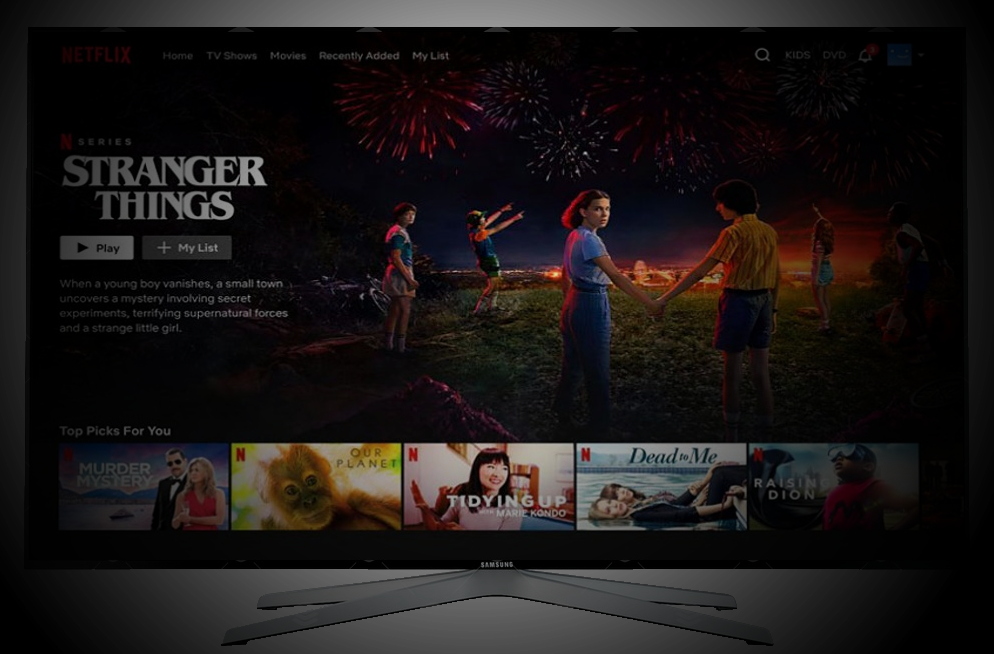 NETFLIX
Home TV Shows Movies Recently Added My List
KIDS DVD
N SERIES
STRANGER
THINGS
Play
My List
When a young boy vanishes, a small town
uncovers a mystery involving secret
experiments, terrifying supernatural forces
and a strange little girl.
Top Picks For You
N
MURDER
MYSTERY
N
OUR
PLANET
N
TIDYING UP
WITH MARIE KONDO
N
Dead to Me
N
RAISING
DION
SAMSUNG